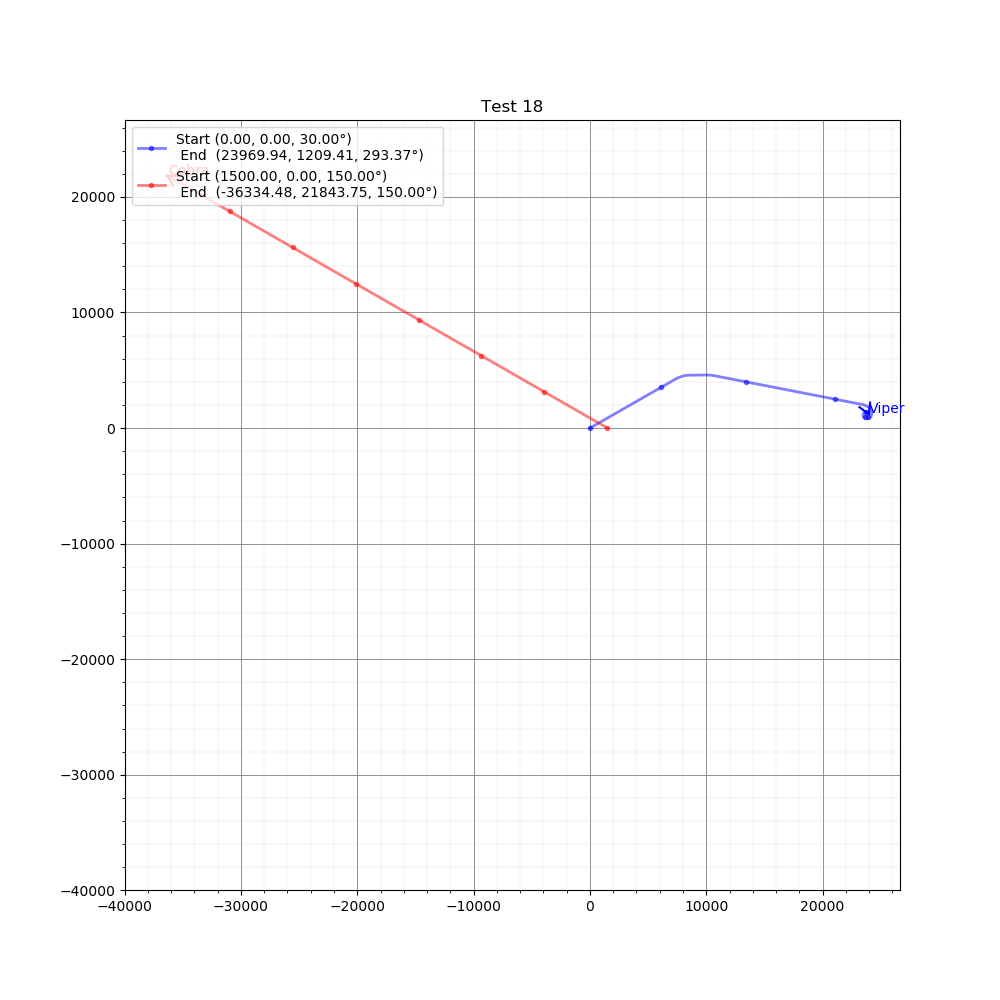 Test 18
Start (0.00, 0.00, 30.00°)
End (23969.94, 1209.41, 293.37°)
Cobra
Start (1500.00, 0.00, 150.00°)
End (-36334.48, 21843.75, 150.00°)
20000
10000
Viper
0
−10000
−20000
−30000
−40000
−40000 −30000 −20000 −10000 0 10000 20000